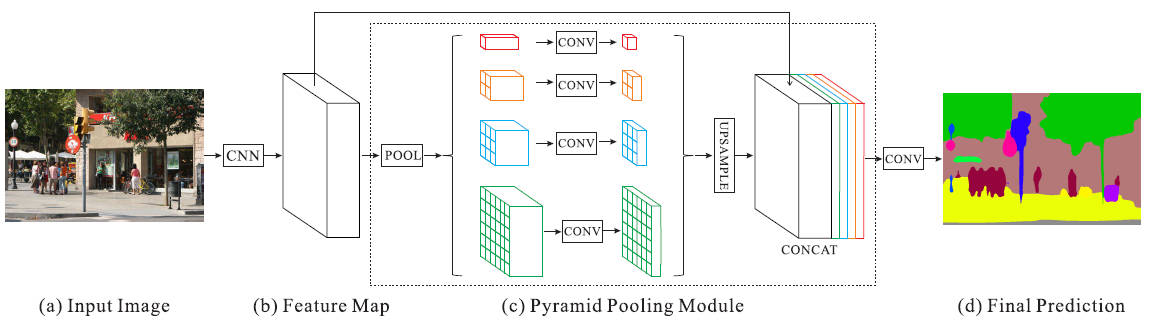 CNN
POOL
CONV
CONV
CONV
CONV
UPSAMPLE
CONCAT
CONV
(a) Input Image
(b) Feature Map
(c) Pyramid Pooling Module
(d) Final Prediction